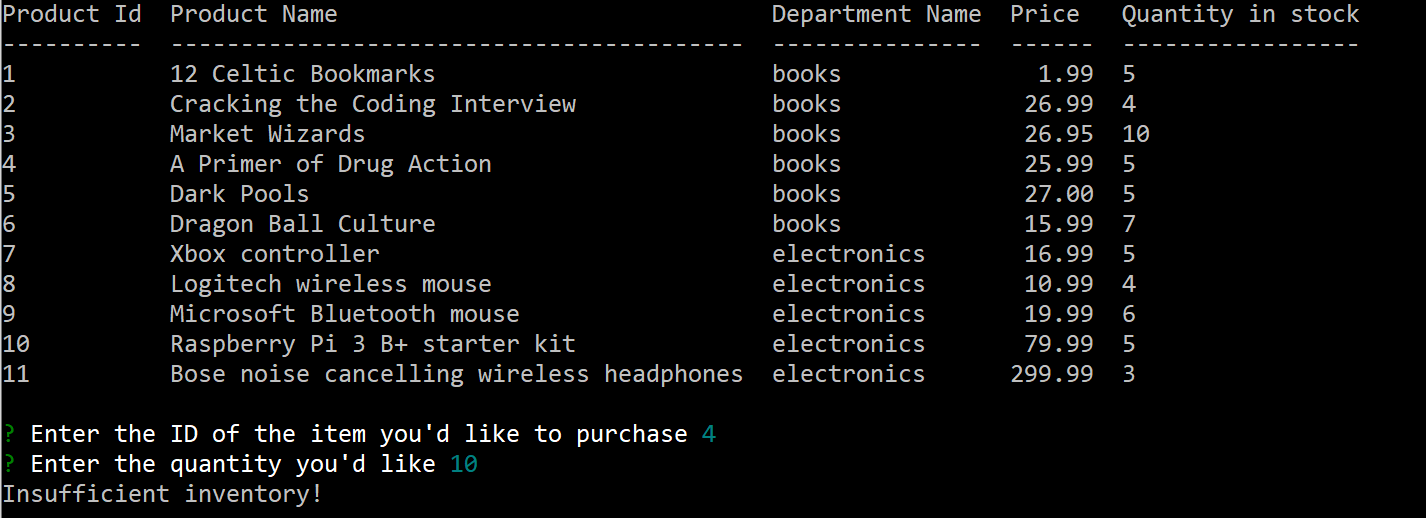 Product Id  Product Name                               Department Name  Price   Quantity in stock
----------  -----------------------------------------  ---------------  ------  -----------------
1           12 Celtic Bookmarks                        books              1.99  5
2           Cracking the Coding Interview              books             26.99  4
3           Market Wizards                             books             26.95  10
4           A Primer of Drug Action                    books             25.99  5
5           Dark Pools                                 books             27.00  5
6           Dragon Ball Culture                        books             15.99  7
7           Xbox controller                            electronics       16.99  5
8           Logitech wireless mouse                    electronics       10.99  4
9           Microsoft Bluetooth mouse                  electronics       19.99  6
10          Raspberry Pi 3 B+ starter kit              electronics       79.99  5
11          Bose noise cancelling wireless headphones  electronics      299.99  3
? Enter the ID of the item you'd like to purchase 4
? Enter the quantity you'd like 10
Insufficient inventory!